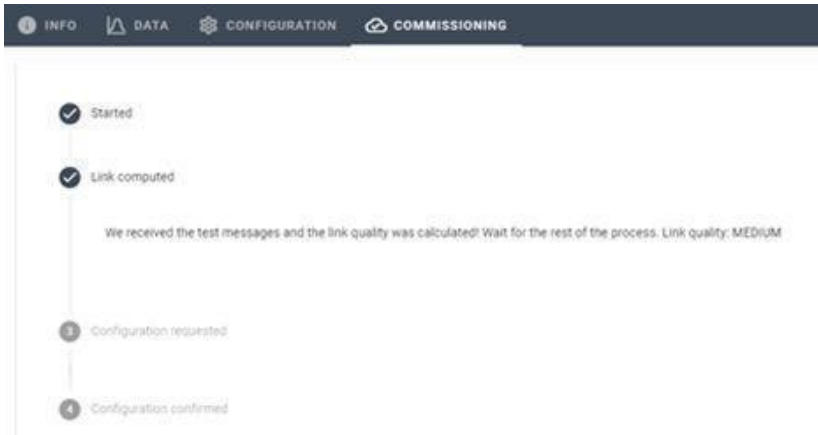 INFO DATA CONFIGURATION COMMISSIONING
Started
Link computed
We received the test messages and the link quality was calculated! Wait for the rest of the process. Link quality: MEDIUM
3 Configuration requested
4 Configuration confirmed